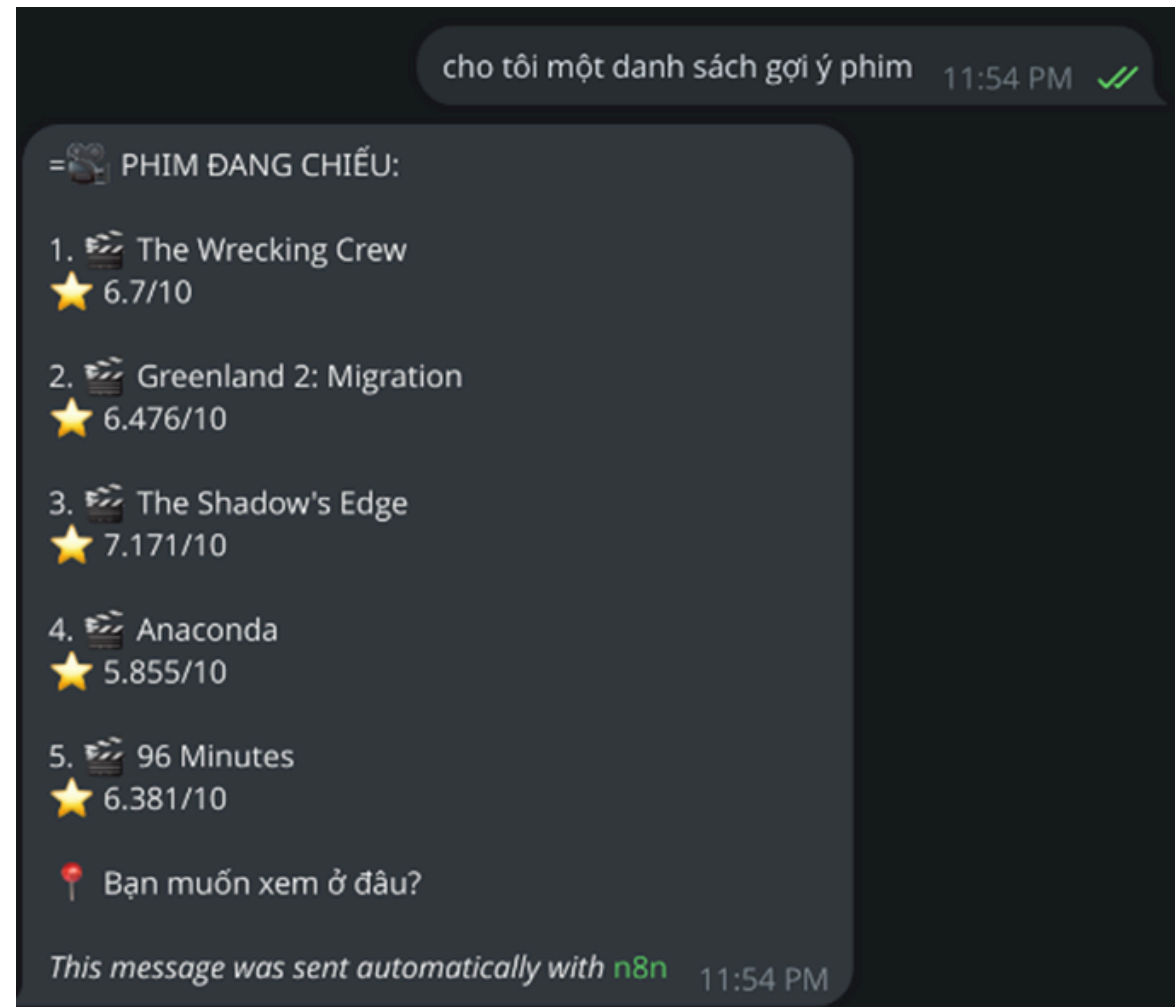 cho tôi một danh sách gợi ý phim 11:54 PM
=🎥 PHIM ĐANG CHIẾU:
1. 🎬 The Wrecking Crew
⭐ 6.7/10
2. 🎬 Greenland 2: Migration
⭐ 6.476/10
3. 🎬 The Shadow's Edge
⭐ 7.171/10
4. 🎬 Anaconda
⭐ 5.855/10
5. 🎬 96 Minutes
⭐ 6.381/10
📍 Bạn muốn xem ở đâu?
This message was sent automatically with n8n 11:54 PM